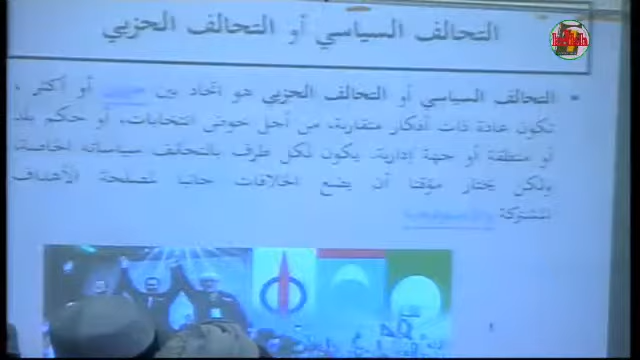 التحالف السياسي أو التحالف الحزبي
التحالف السياسي أو التحالف الحزبي هو اتحاد بين أو أكثر ،
تكون عادة ذات أفكار متقاربة، من أجل خوض انتخابات، أو حكم بلد
أو منطقة أو جهة إدارية. يكون لكل طرف بالتحالف سياساته الخاصة
ولكن يختار مؤقتا أن يضع الخلافات جانبا لمصلحة الأهداف
المشتركة